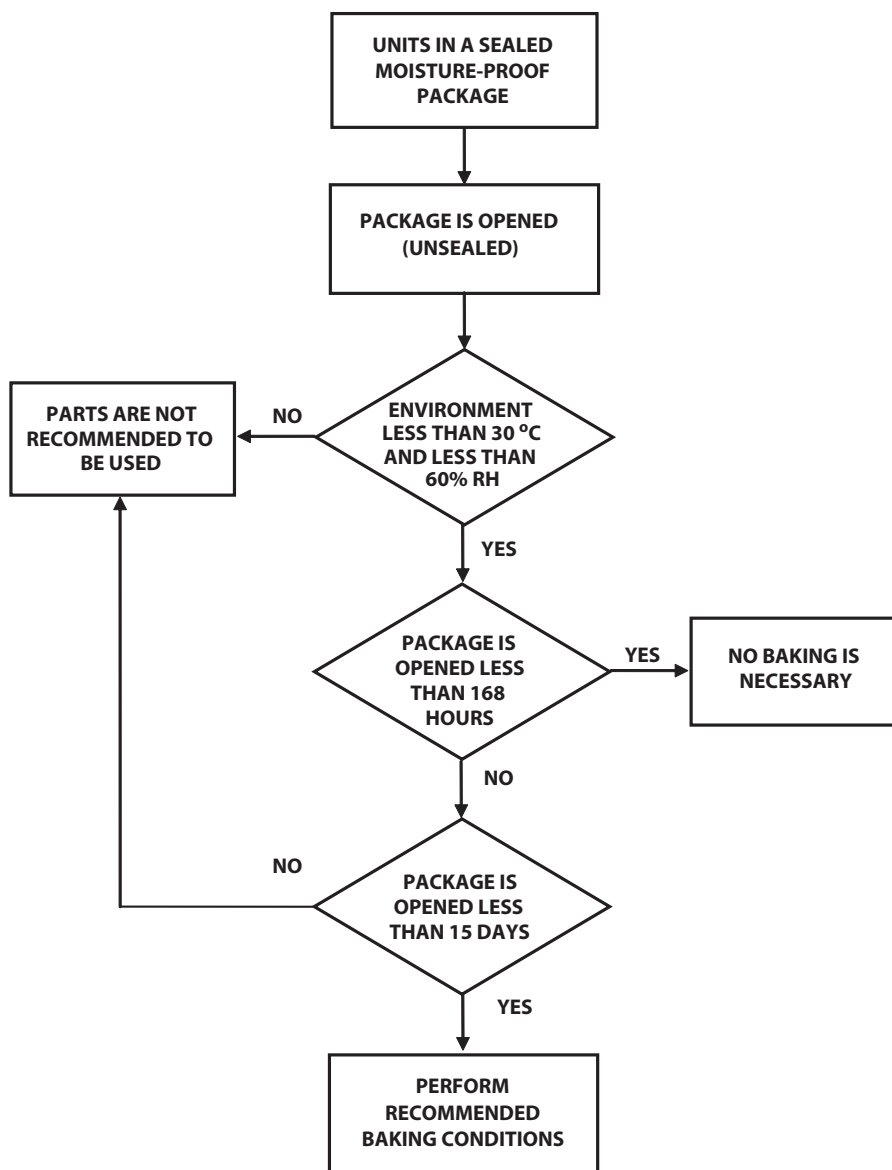 UNITS IN A SEALED
MOISTURE-PROOF
PACKAGE
PACKAGE IS OPENED
(UNSEALED)
ENVIRONMENT
LESS THAN 30 °C
AND LESS THAN
60% RH
NO
PARTS ARE NOT
RECOMMENDED TO
BE USED
YES
PACKAGE IS
OPENED LESS
THAN 168
HOURS
YES
NO BAKING IS
NECESSARY
NO
PACKAGE IS
OPENED LESS
THAN 15 DAYS
NO
YES
PERFORM
RECOMMENDED
BAKING CONDITIONS